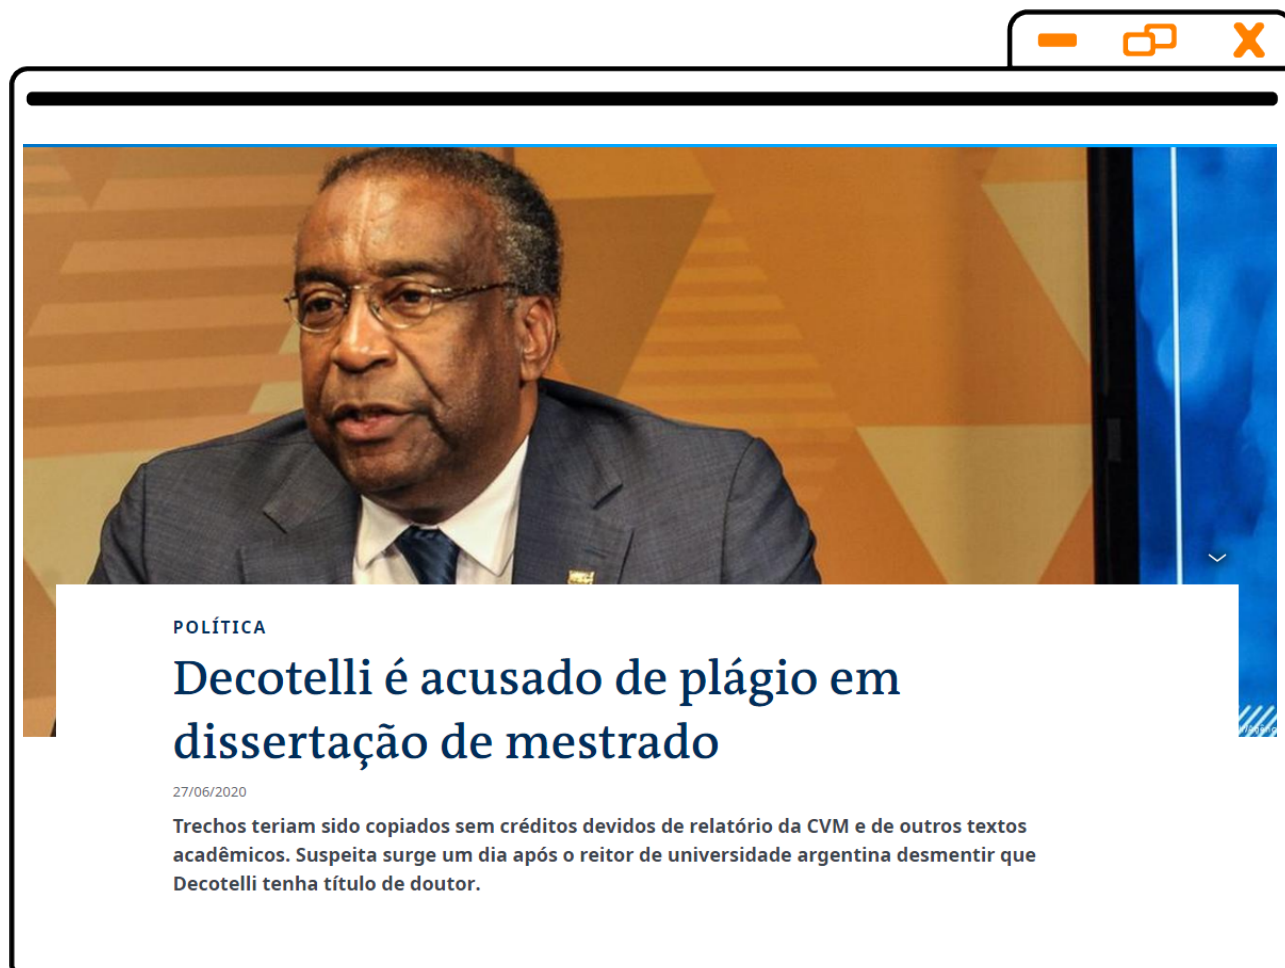 POLÍTICA
Decotelli é acusado de plágio em
dissertação de mestrado
27/06/2020
Trechos teriam sido copiados sem créditos devidos de relatório da CVM e de outros textos
acadêmicos. Suspeita surge um dia após o reitor de universidade argentina desmentir que
Decotelli tenha título de doutor.